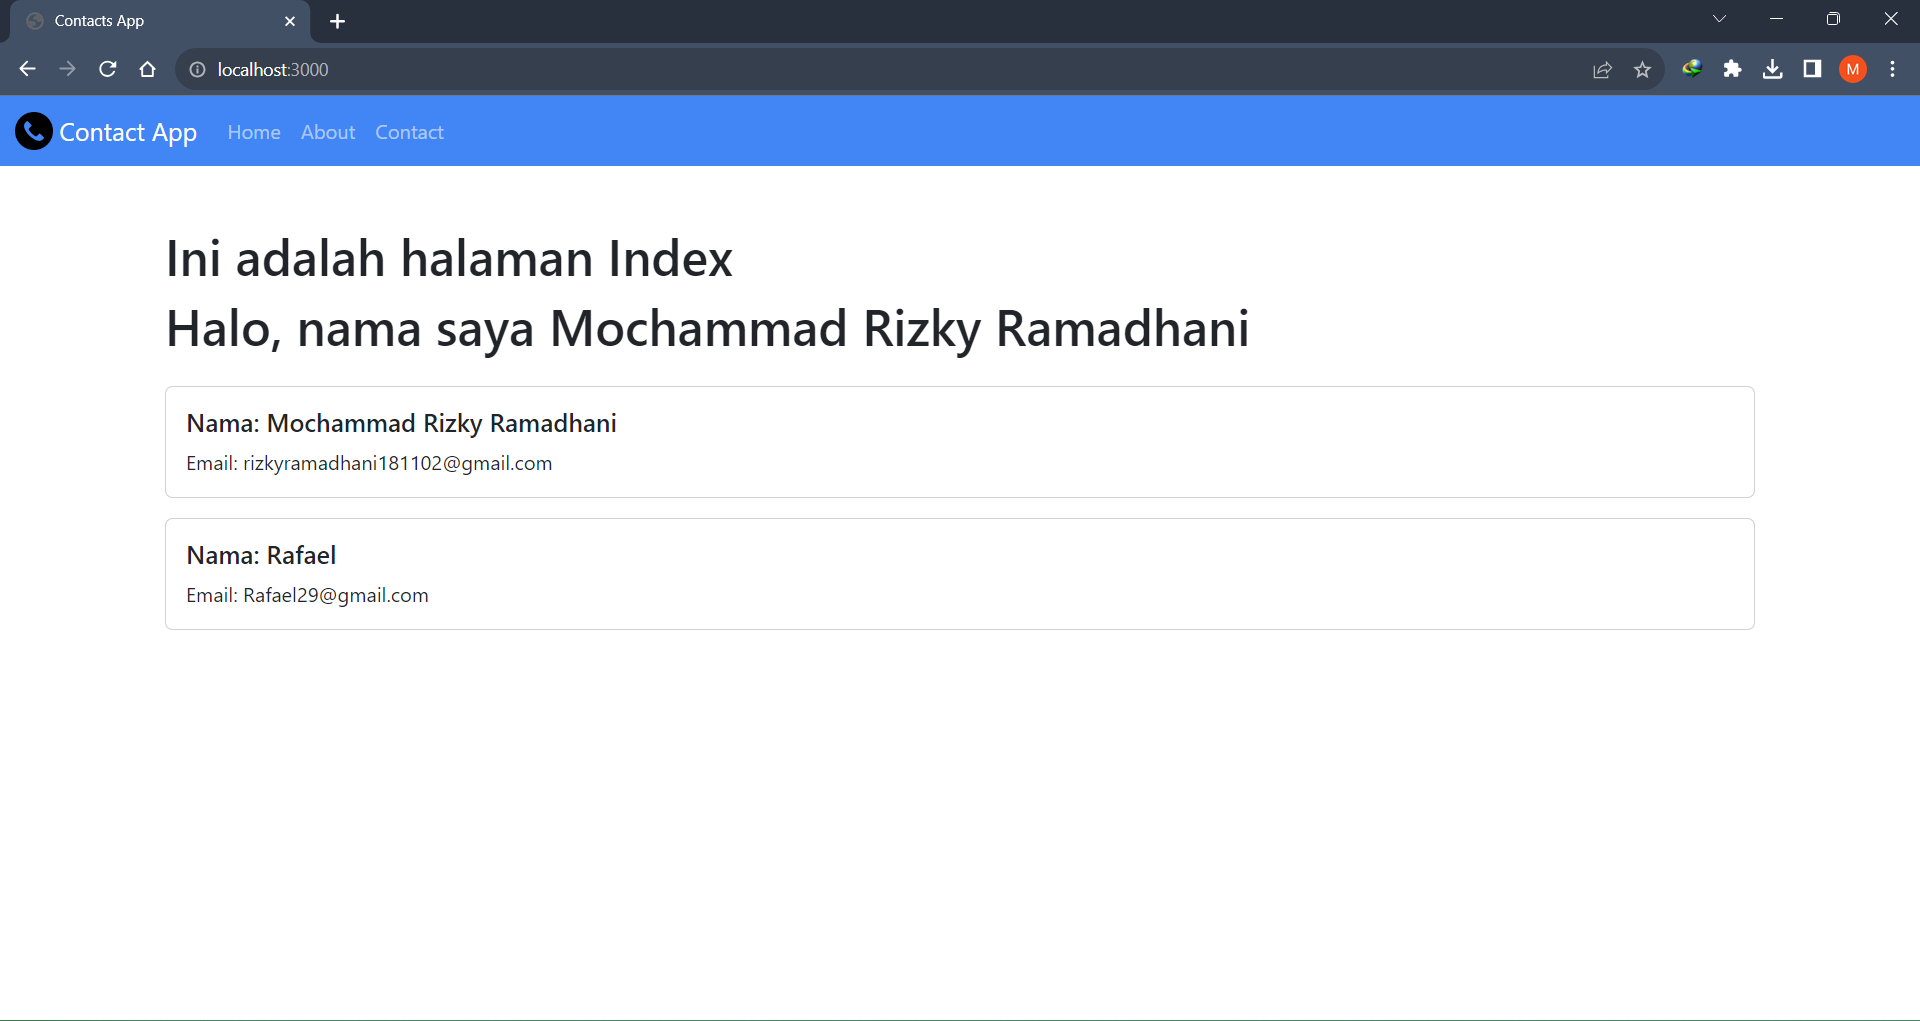 Contacts App
localhost:3000
M
Contact App Home About Contact
Ini adalah halaman Index
Halo, nama saya Mochammad Rizky Ramadhani
Nama: Mochammad Rizky Ramadhani
Email: rizkyramadhani181102@gmail.com
Nama: Rafael
Email: Rafael29@gmail.com